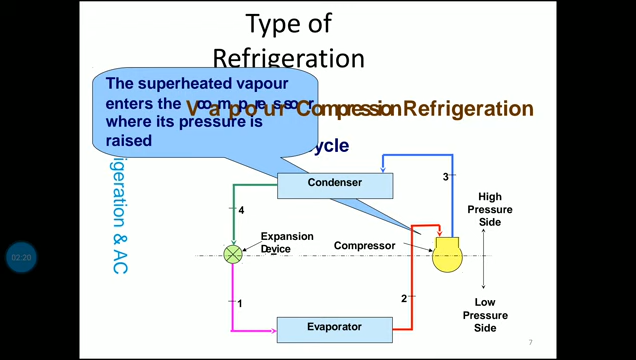 Type of
Refrigeration
The superheated vapour
enters the compressor
where its pressure is
raised
Vapour Compression Refrigeration
ycle
igeration & AC
Condenser
3
High
Pressure
Side
4
Expansion
Device
Compressor
1
2
Low
Pressure
Side
Evaporator
7
02:20